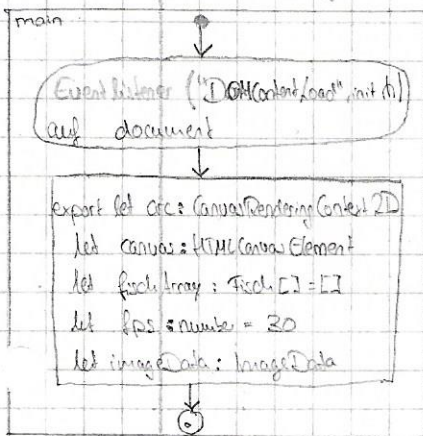 main
Eventlistener ("DOMContentLoad", init
auf document
export let crc: CanvasRenderingContext2D
let canvas: HTMLCanvasElement
let fischArray: Fisch[] = []
let fps: number = 30
let imageData: ImageData